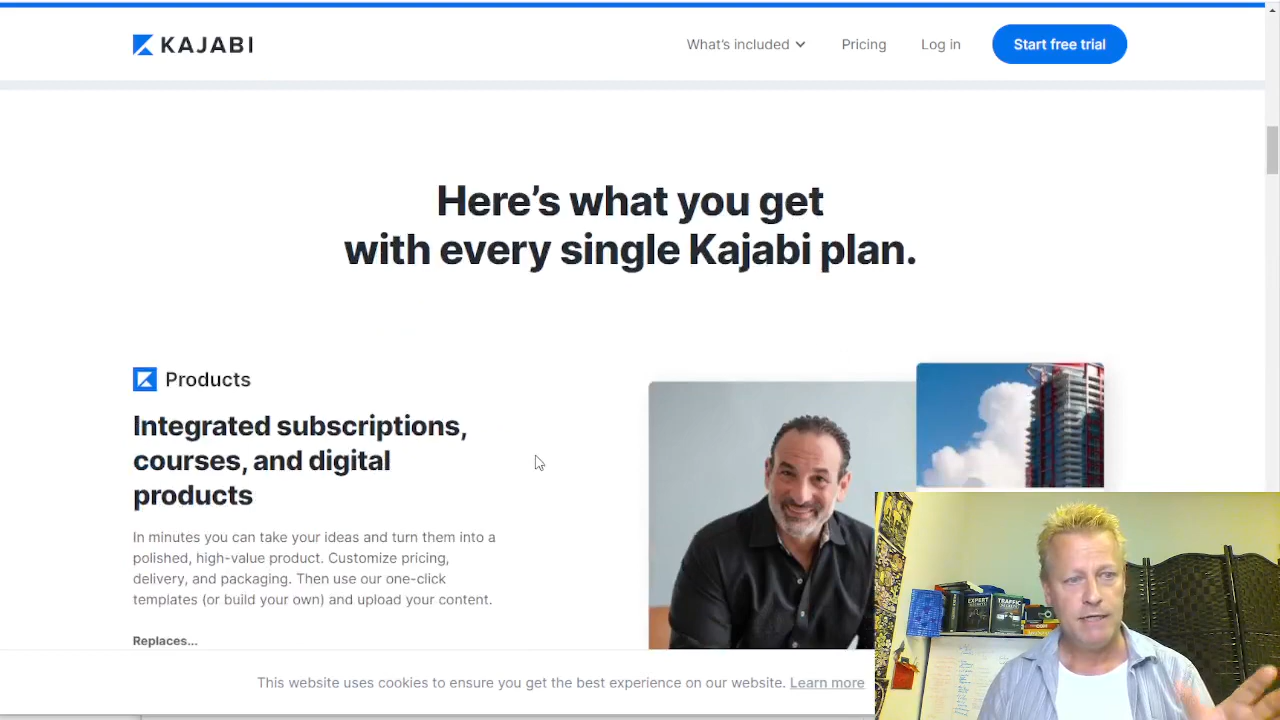 KAJABI
What's included
Pricing
Log in
Start free trial
Here’s what you get
with every single Kajabi plan.
Products
Integrated subscriptions,
courses, and digital
products
In minutes you can take your ideas and turn them into a
polished, high-value product. Customize pricing,
delivery, and packaging. Then use our one-click
templates (or build your own) and upload your content.
Replaces...
This website uses cookies to ensure you get the best experience on our website. Learn more
EXPERT
TRAFFIC